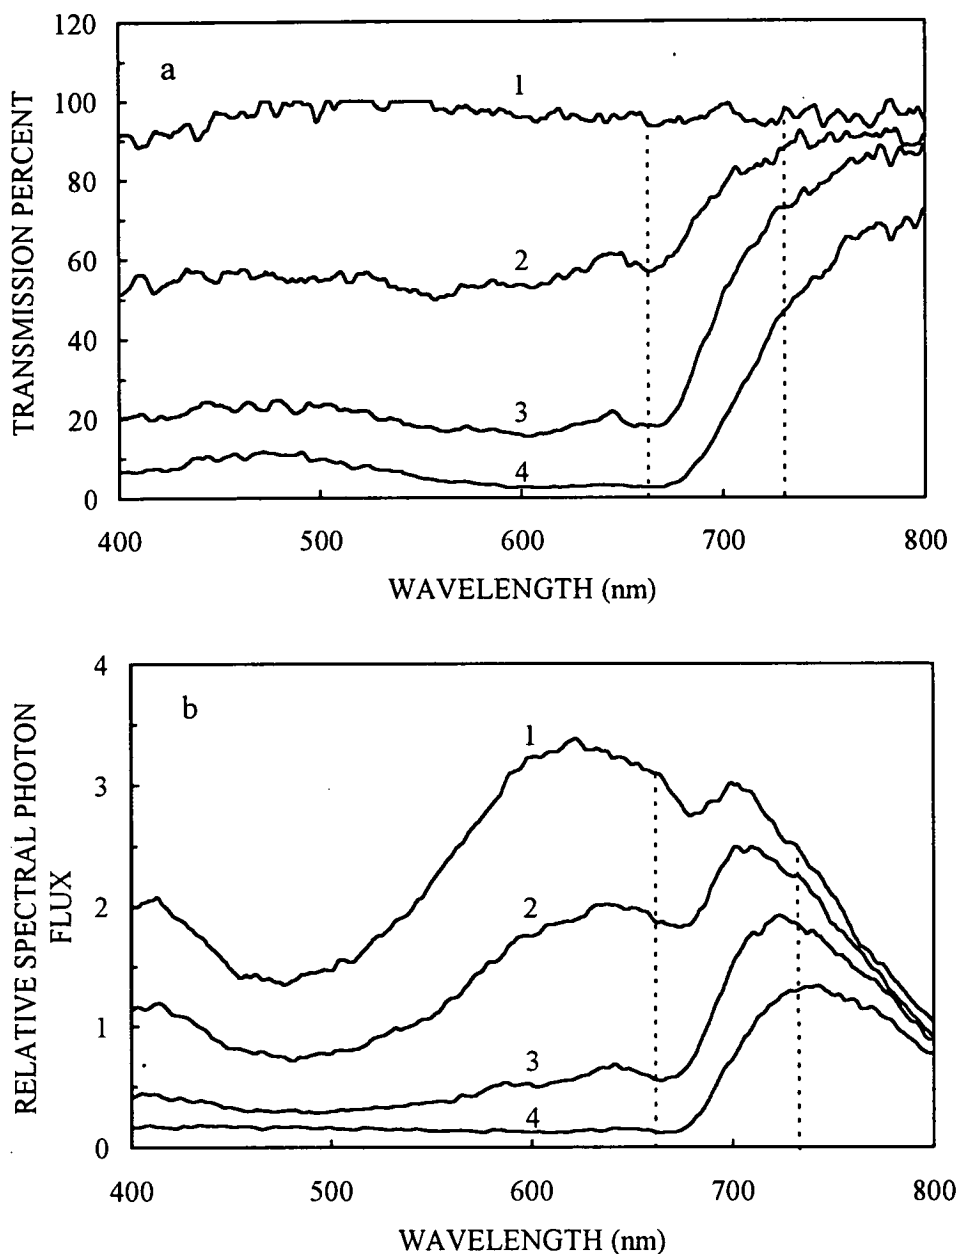 120
100
80
60
40
20
0
TRANSMISSION PERCENT
a
1
2
3
4
400 500 600 700 800
WAVELENGTH (nm)
4
3
2
1
0
RELATIVE SPECTRAL PHOTON
FLUX
b
1
2
3
4
400 500 600 700 800
WAVELENGTH (nm)